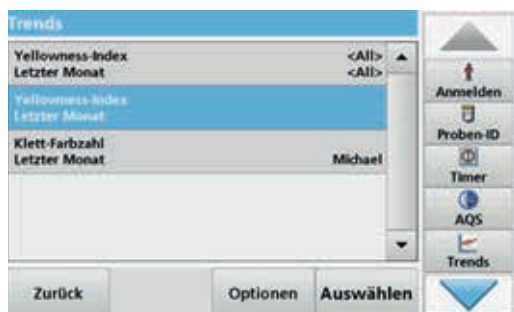 Trends
Yellowness-Index <All>
Letzter Monat <All>
Yellowness-Index
Letzter Monat
Klett-Farbzahl
Letzter Monat Michael
Zurück
Optionen
Auswählen
Anmelden
Proben-ID
Timer
AQS
Trends